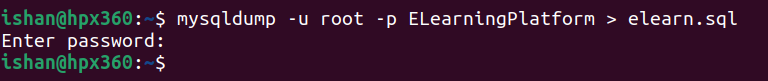 ishan@hpx360:~$ mysqldump -u root -p ELearningPlatform > elearn.sql
Enter password:
ishan@hpx360:~$